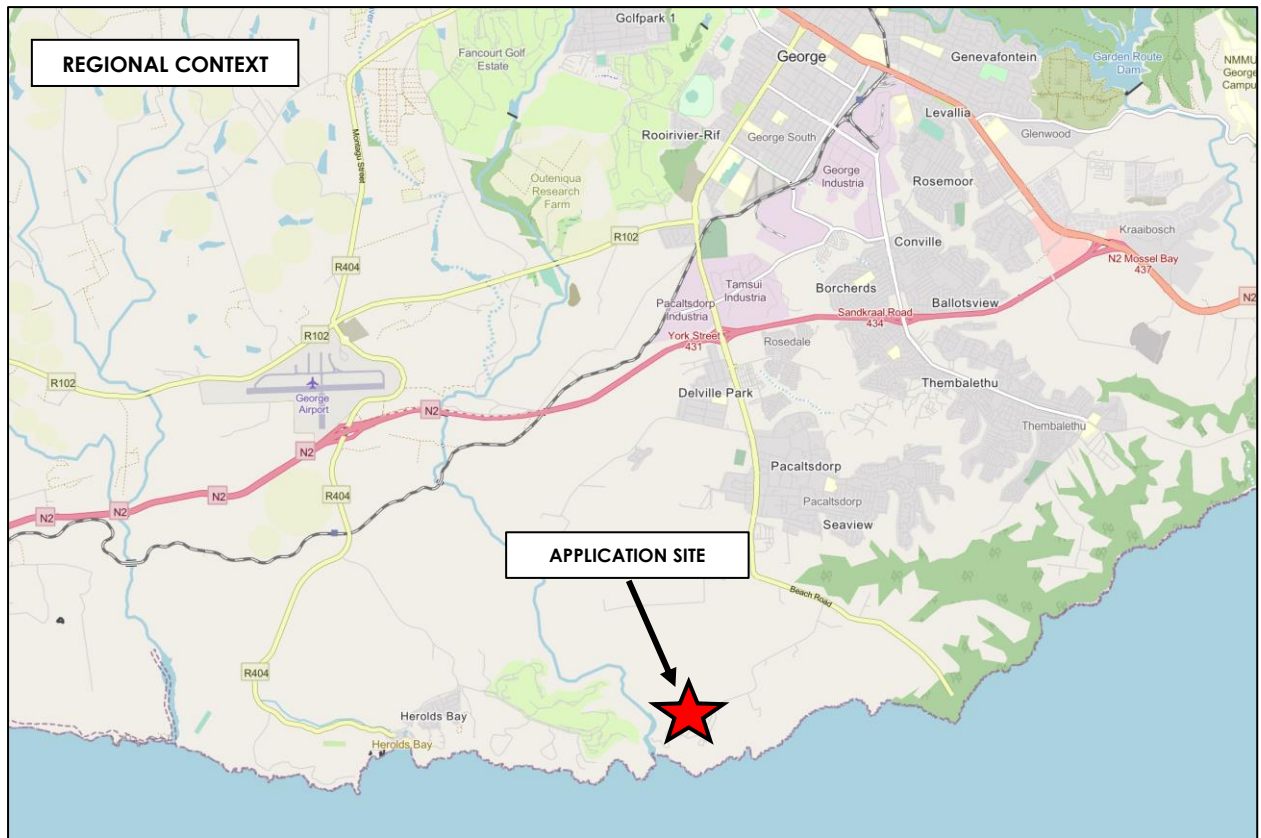 REGIONAL CONTEXT
Golfpark 1
Fancourt Golf
Estate
George
Genevafontein
Garden Route
Dam
NMMU
George
Campu
Levallia
Glenwood
Rooirivier-Rif
George South
Montagu Street
Outeniqua
Research
Farm
George
Industria
Rosemoor
Kraaibosch
R102
R404
Conville
N2 Mossel Bay
437
Tamsui
Industria
Borcherds
Ballotsview
N2
Pacaltsdorp
Industria
Sandkraal Road
434
R102
York Street
431
Rosedale
R102
George
Airport
Delville Park
Thembalethu
N2
Thembalethu
N2
Pacaltsdorp
N2
R404
Pacaltsdorp
N2
N2
Seaview
APPLICATION SITE
Beach Road
R404
Herolds Bay
Herolds Bay